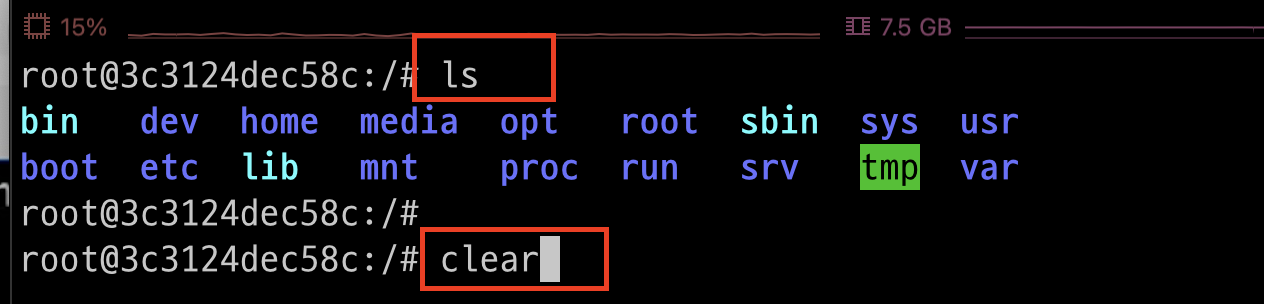 15% 7.5 GB
root@3c3124dec58c:/# ls
bin dev home media opt root sbin sys usr
boot etc lib mnt proc run srv tmp var
root@3c3124dec58c:/#
root@3c3124dec58c:/# clear